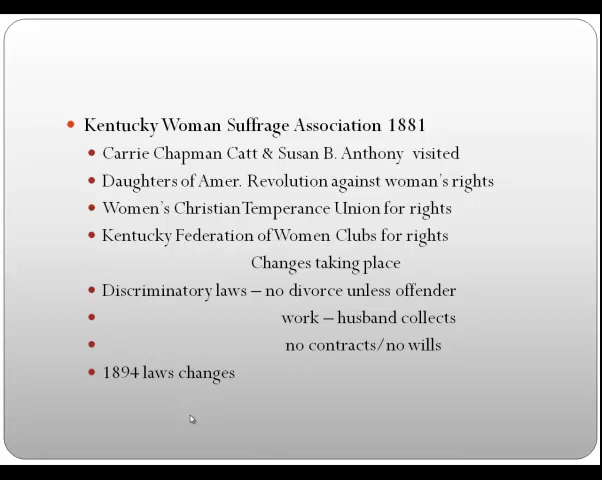 Kentucky Woman Suffrage Association 1881
Carrie Chapman Catt & Susan B. Anthony visited
Daughters of Amer. Revolution against woman's rights
Women's Christian Temperance Union for rights
Kentucky Federation of Women Clubs for rights
Changes taking place
Discriminatory laws – no divorce unless offender
work – husband collects
no contracts/no wills
1894 laws changes